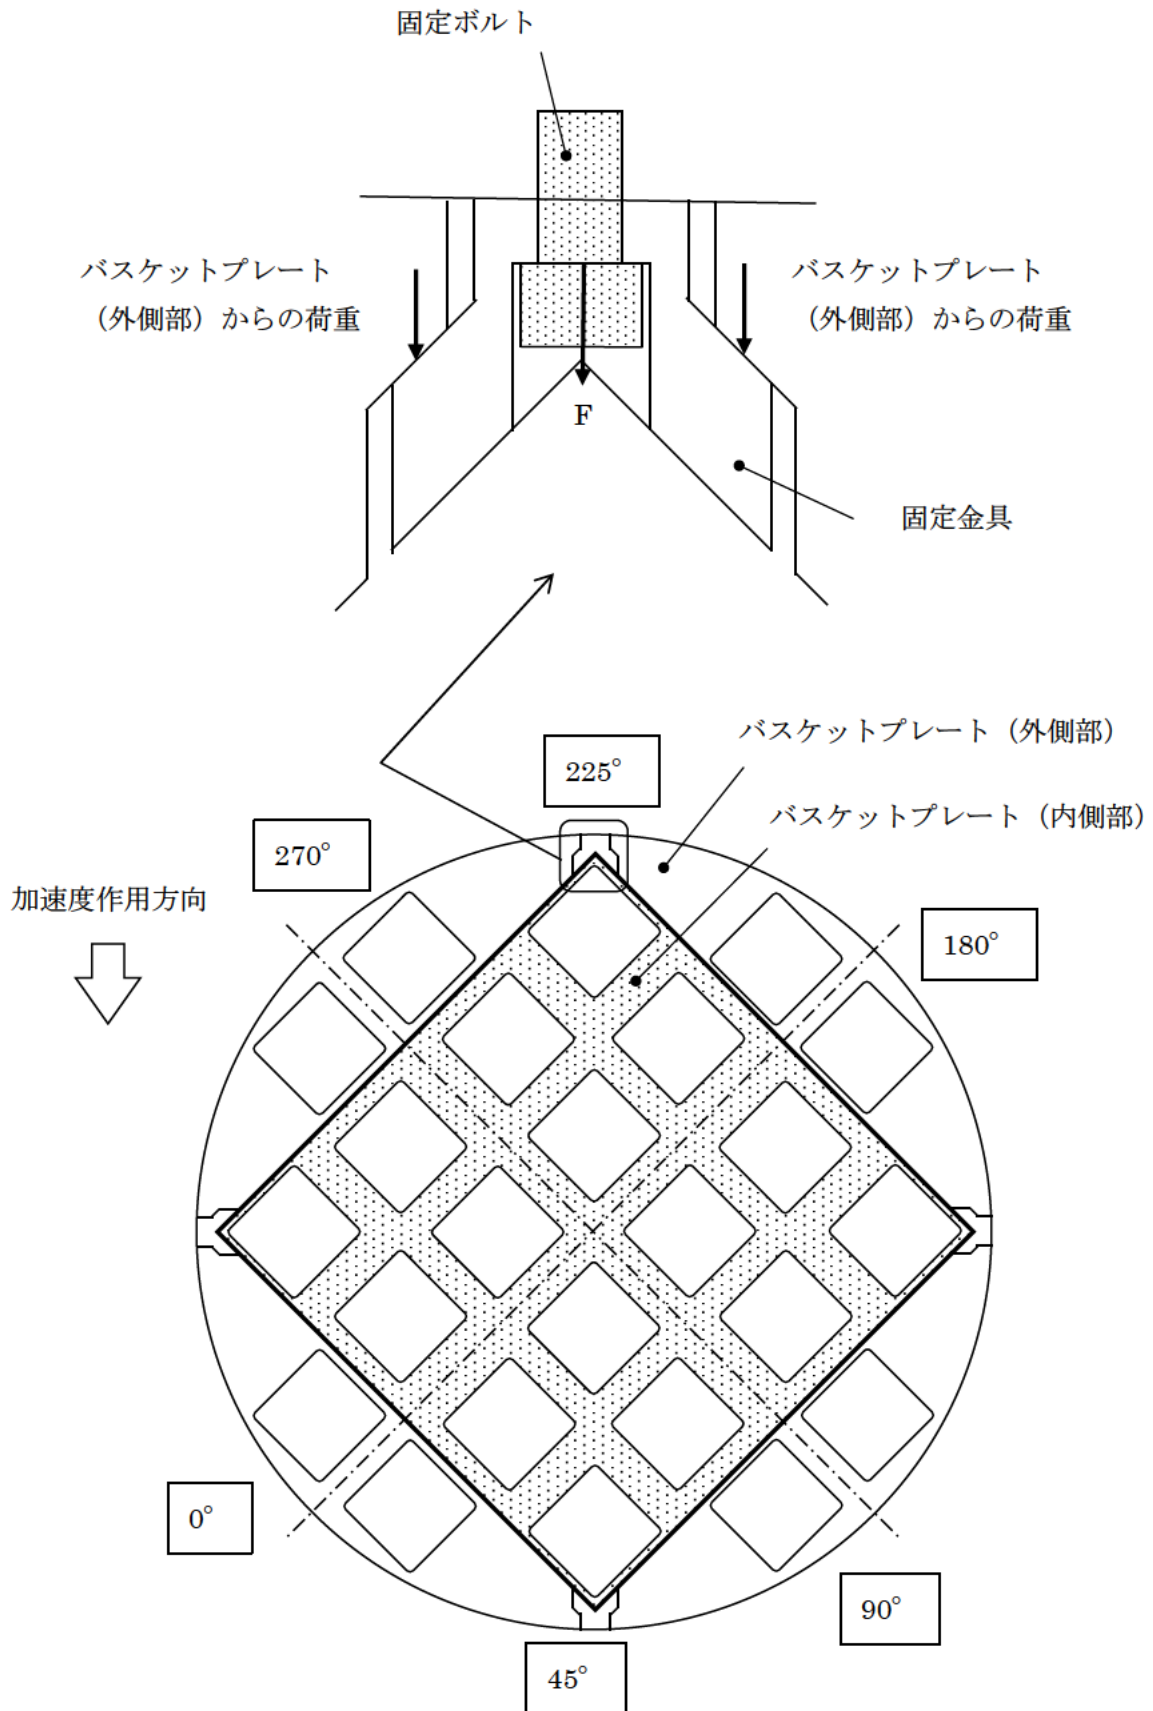 固定ボルト
バスケットプレート
（外側部）からの荷重
バスケットプレート
（外側部）からの荷重
F
固定金具
バスケットプレート（外側部）
225°
バスケットプレート（内側部）
270°
加速度作用方向
180°
0°
90°
45°